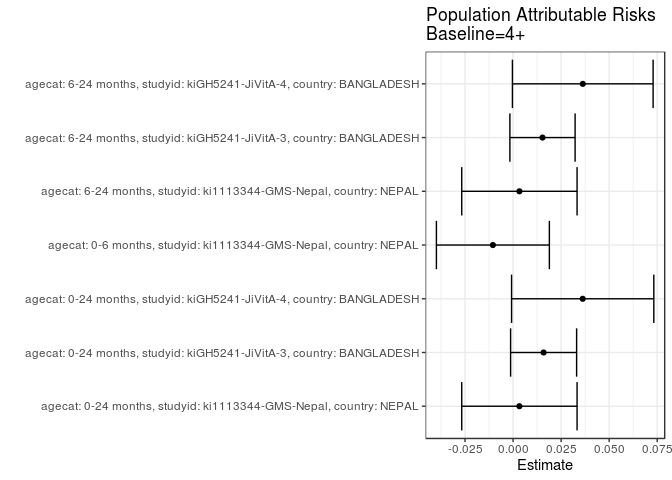 Population Attributable Risks
Baseline=4+
agecat: 6-24 months, studyid: kiGH5241-JiVitA-4, country: BANGLADESH
agecat: 6-24 months, studyid: kiGH5241-JiVitA-3, country: BANGLADESH
agecat: 6-24 months, studyid: ki1113344-GMS-Nepal, country: NEPAL
agecat: 0-6 months, studyid: ki1113344-GMS-Nepal, country: NEPAL
agecat: 0-24 months, studyid: kiGH5241-JiVitA-4, country: BANGLADESH
agecat: 0-24 months, studyid: kiGH5241-JiVitA-3, country: BANGLADESH
agecat: 0-24 months, studyid: ki1113344-GMS-Nepal, country: NEPAL
-0.025 0.000 0.025 0.050 0.075
Estimate